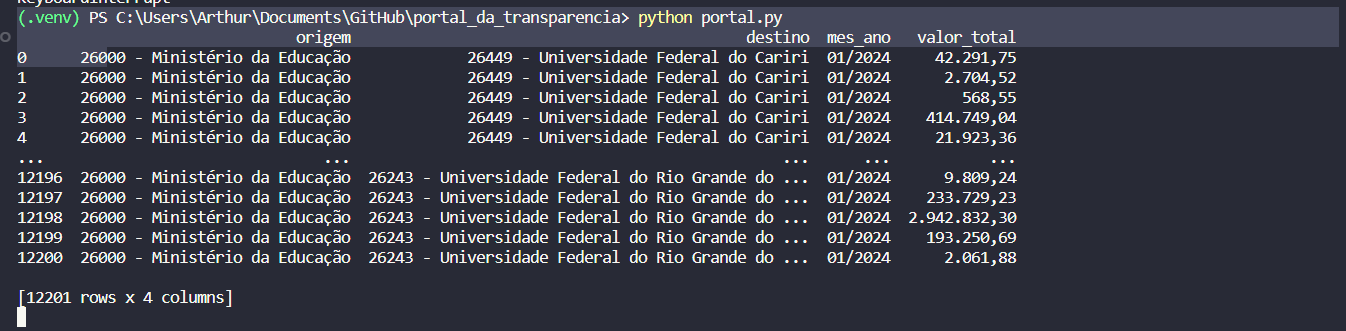 KeyboardInterrupt
(.venv) PS C:\Users\Arthur\Documents\GitHub\portal_da_transparencia> python portal.py
origem destino mes_ano valor_total
0 26000 - Ministério da Educação 26449 - Universidade Federal do Cariri 01/2024 42.291,75
1 26000 - Ministério da Educação 26449 - Universidade Federal do Cariri 01/2024 2.704,52
2 26000 - Ministério da Educação 26449 - Universidade Federal do Cariri 01/2024 568,55
3 26000 - Ministério da Educação 26449 - Universidade Federal do Cariri 01/2024 414.749,04
4 26000 - Ministério da Educação 26449 - Universidade Federal do Cariri 01/2024 21.923,36
... ... ... ... ...
12196 26000 - Ministério da Educação 26243 - Universidade Federal do Rio Grande do ... 01/2024 9.809,24
12197 26000 - Ministério da Educação 26243 - Universidade Federal do Rio Grande do ... 01/2024 233.729,23
12198 26000 - Ministério da Educação 26243 - Universidade Federal do Rio Grande do ... 01/2024 2.942.832,30
12199 26000 - Ministério da Educação 26243 - Universidade Federal do Rio Grande do ... 01/2024 193.250,69
12200 26000 - Ministério da Educação 26243 - Universidade Federal do Rio Grande do ... 01/2024 2.061,88
[12201 rows x 4 columns]